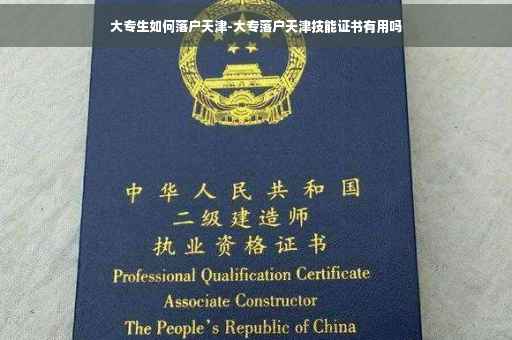 大专生如何落户天津-大专落户天津技能证书有用吗
中华人民共和国
二级建造师
执业资格证书
Professional Qualification Certificate
Associate Constructor
The People's Republic of China